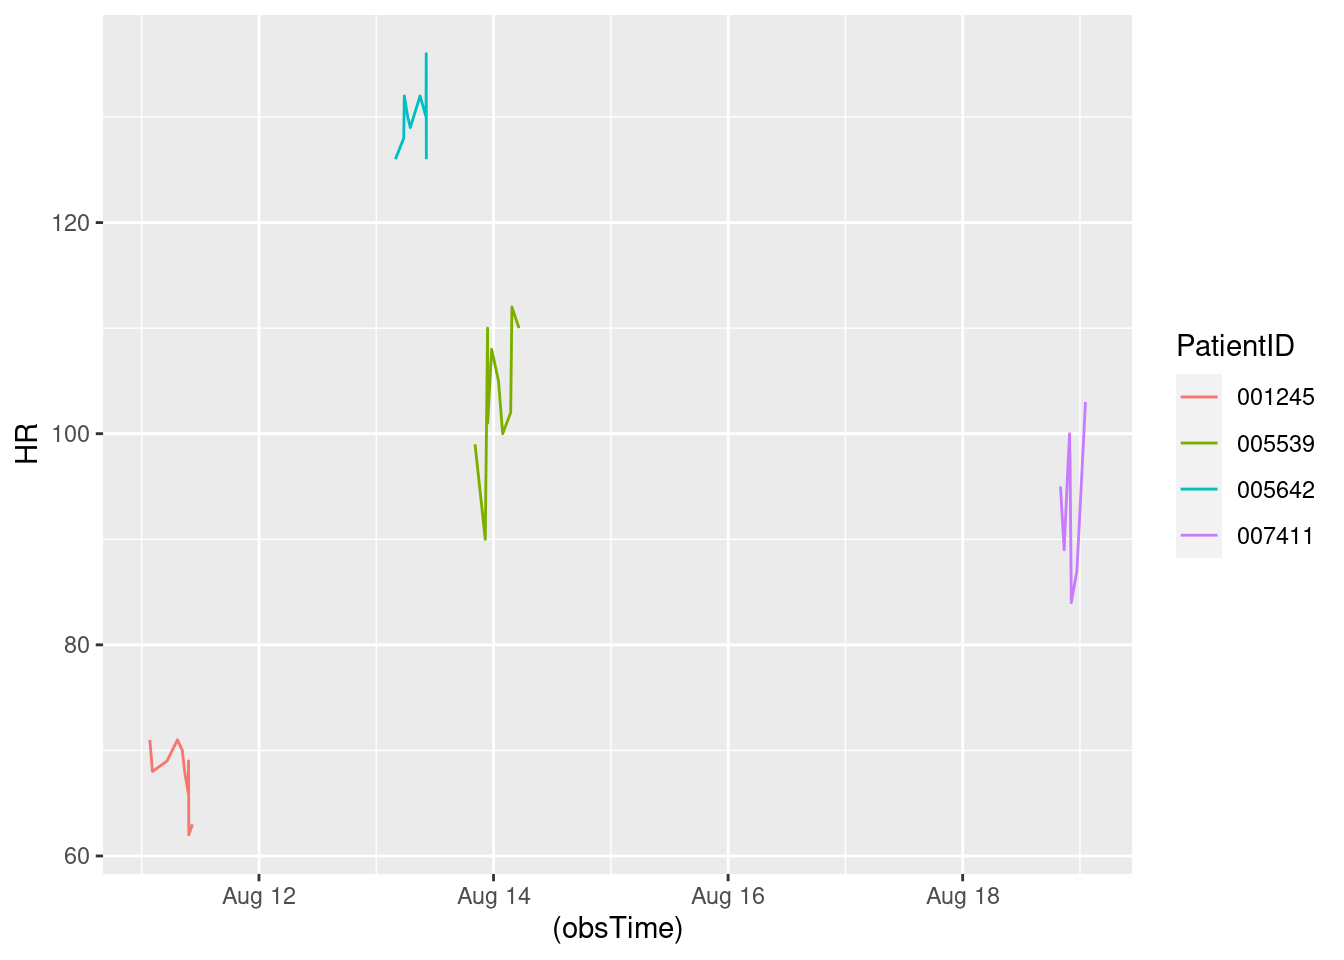 120
100
80
60
HR
Aug 12
Aug 14
Aug 16
Aug 18
(obsTime)
PatientID
001245
005539
005642
007411